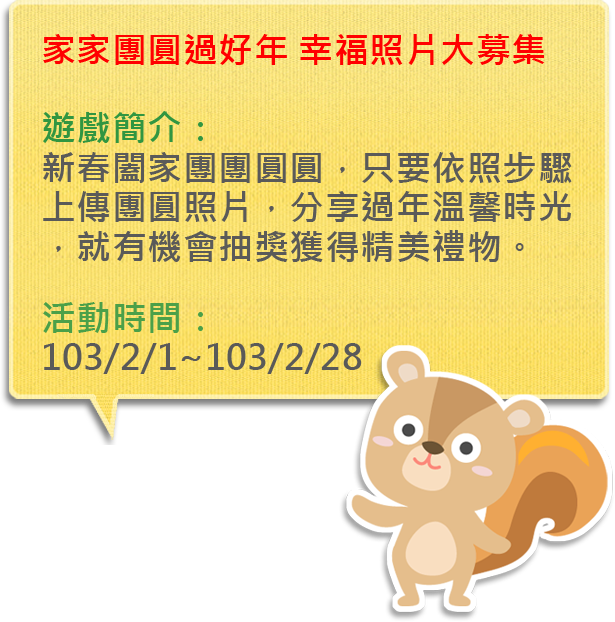 家家團圓過好年 幸福照片大募集
遊戲簡介：
新春闔家團團圓圓，只要依照步驟
上傳團圓照片，分享過年溫馨時光
，就有機會抽獎獲得精美禮物。
活動時間：
103/2/1~103/2/28